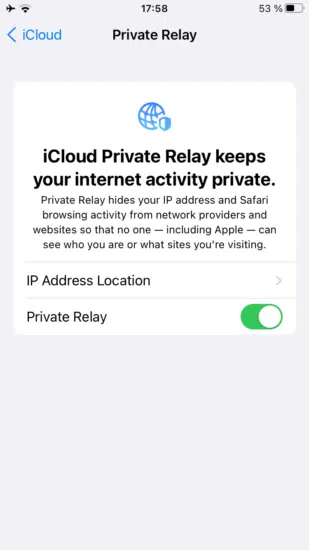 17:58
53 %
iCloud
Private Relay
iCloud Private Relay keeps
your internet activity private.
Private Relay hides your IP address and Safari
browsing activity from network providers and
websites so that no one — including Apple — can
see who you are or what sites you're visiting.
IP Address Location
Private Relay